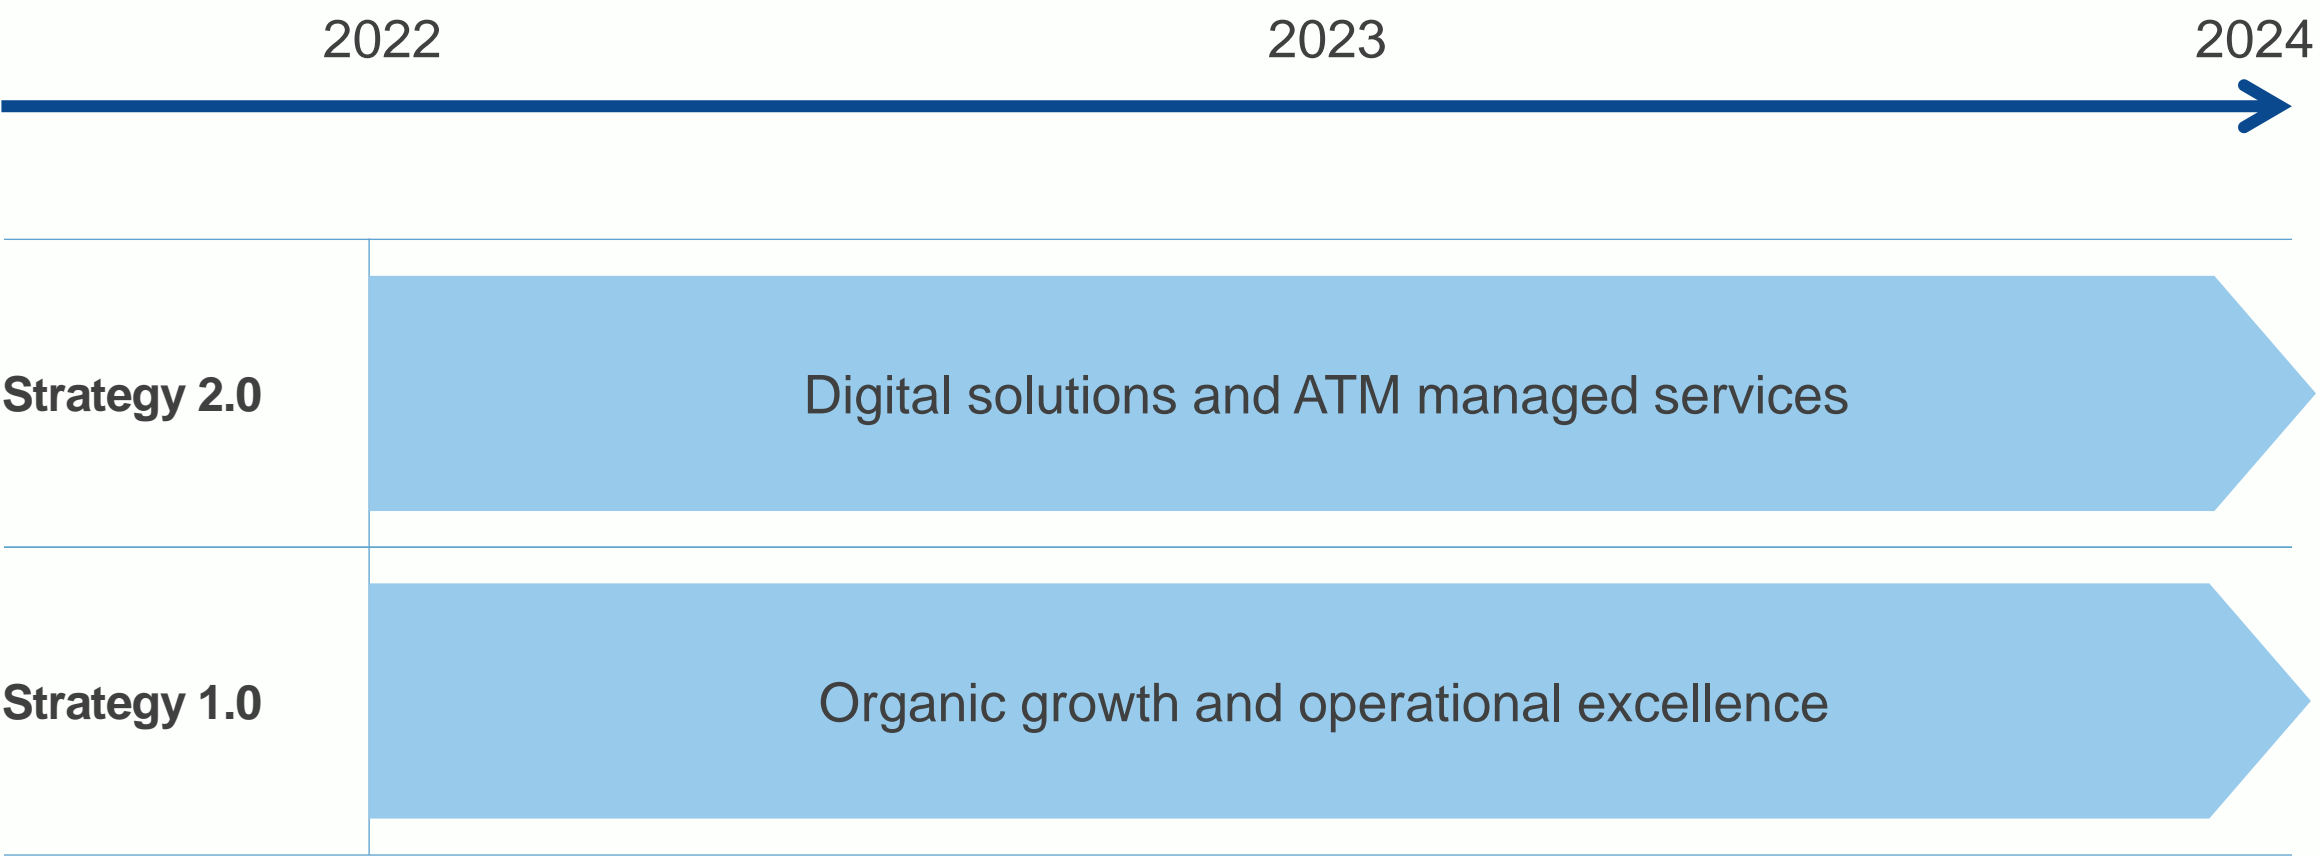 2022 2023 2024
Strategy 2.0
Digital solutions and ATM managed services
Strategy 1.0
Organic growth and operational excellence